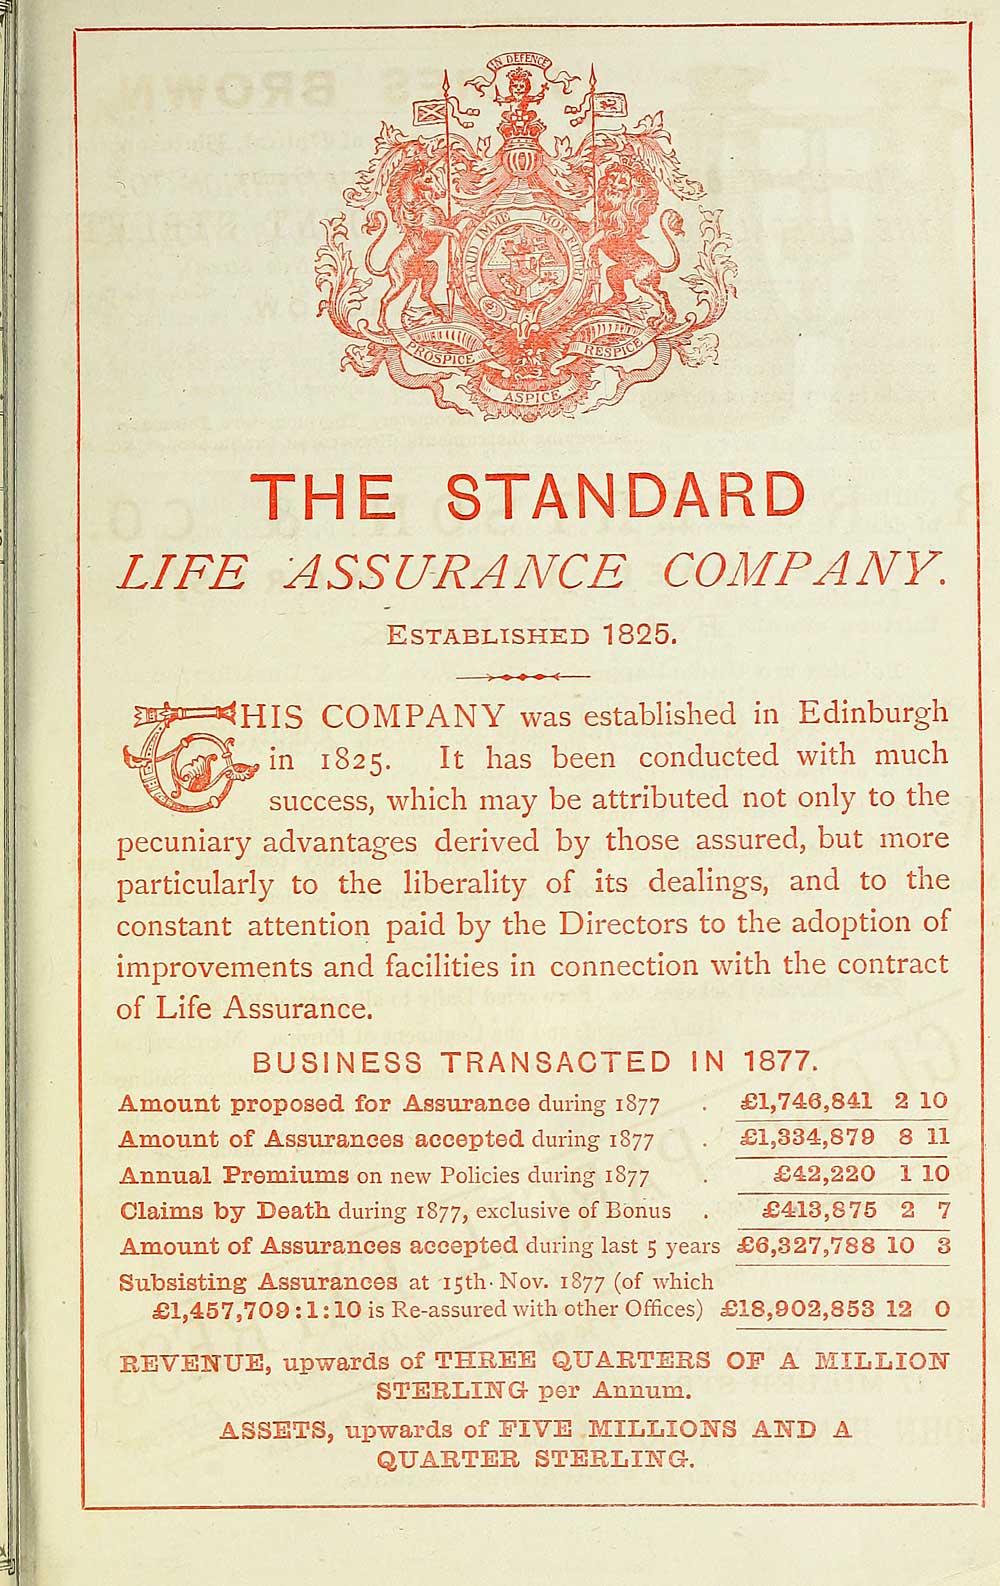 IN DEFENCE
HAUD IMMEMOR FUTURI
PROSPICE
RESPICE
ASPICE
THE STANDARD
LIFE ASSURANCE COMPANY.
ESTABLISHED 1825.
THIS COMPANY was established in Edinburgh
in 1825. It has been conducted with much
success, which may be attributed not only to the
pecuniary advantages derived by those assured, but more
particularly to the liberality of its dealings, and to the
constant attention paid by the Directors to the adoption of
improvements and facilities in connection with the contract
of Life Assurance.
BUSINESS TRANSACTED IN 1877.
Amount proposed for Assurance during 1877 . £1,746,841 2 10
Amount of Assurances accepted during 1877 . £1,334,879 8 11
Annual Premiums on new Policies during 1877 . £42,220 1 10
Claims by Death during 1877, exclusive of Bonus . £413,875 2 7
Amount of Assurances accepted during last 5 years £6,327,788 10 3
Subsisting Assurances at 15th Nov. 1877 (of which
£1,457,709:1:10 is Re-assured with other Offices) £18,902,853 12 0
REVENUE, upwards of THREE QUARTERS OF A MILLION
STERLING per Annum.
ASSETS, upwards of FIVE MILLIONS AND A
QUARTER STERLING.